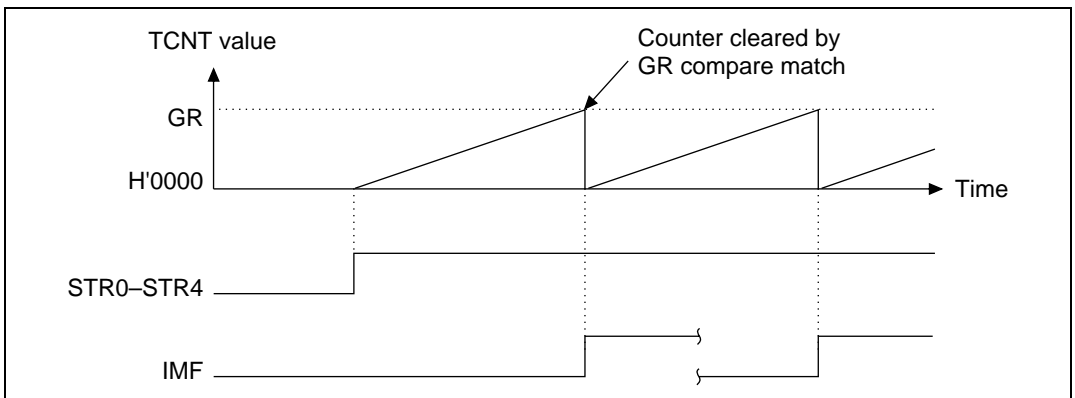 TCNT value
Counter cleared by
GR compare match
GR
H'0000
Time
STR0–STR4
IMF